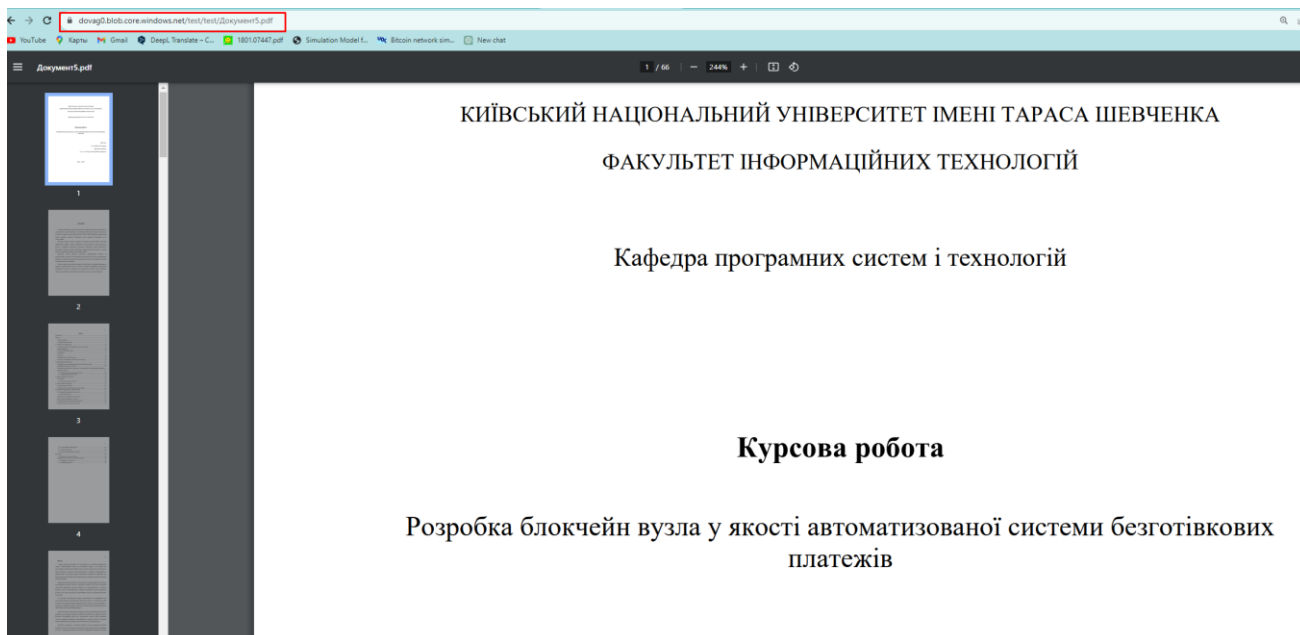 dovag0.blob.core.windows.net/test/test/Документ5.pdf
YouTube Карты Gmail DeepL Translate – С... 1801.07447.pdf Simulation Model f... Bitcoin network sim... New chat
Документ5.pdf 1 / 66 − 244% +
1
2
3
4
КИЇВСЬКИЙ НАЦІОНАЛЬНИЙ УНІВЕРСИТЕТ ІМЕНІ ТАРАСА ШЕВЧЕНКА
ФАКУЛЬТЕТ ІНФОРМАЦІЙНИХ ТЕХНОЛОГІЙ
Кафедра програмних систем і технологій
Курсова робота
Розробка блокчейн вузла у якості автоматизованої системи безготівкових
платежів